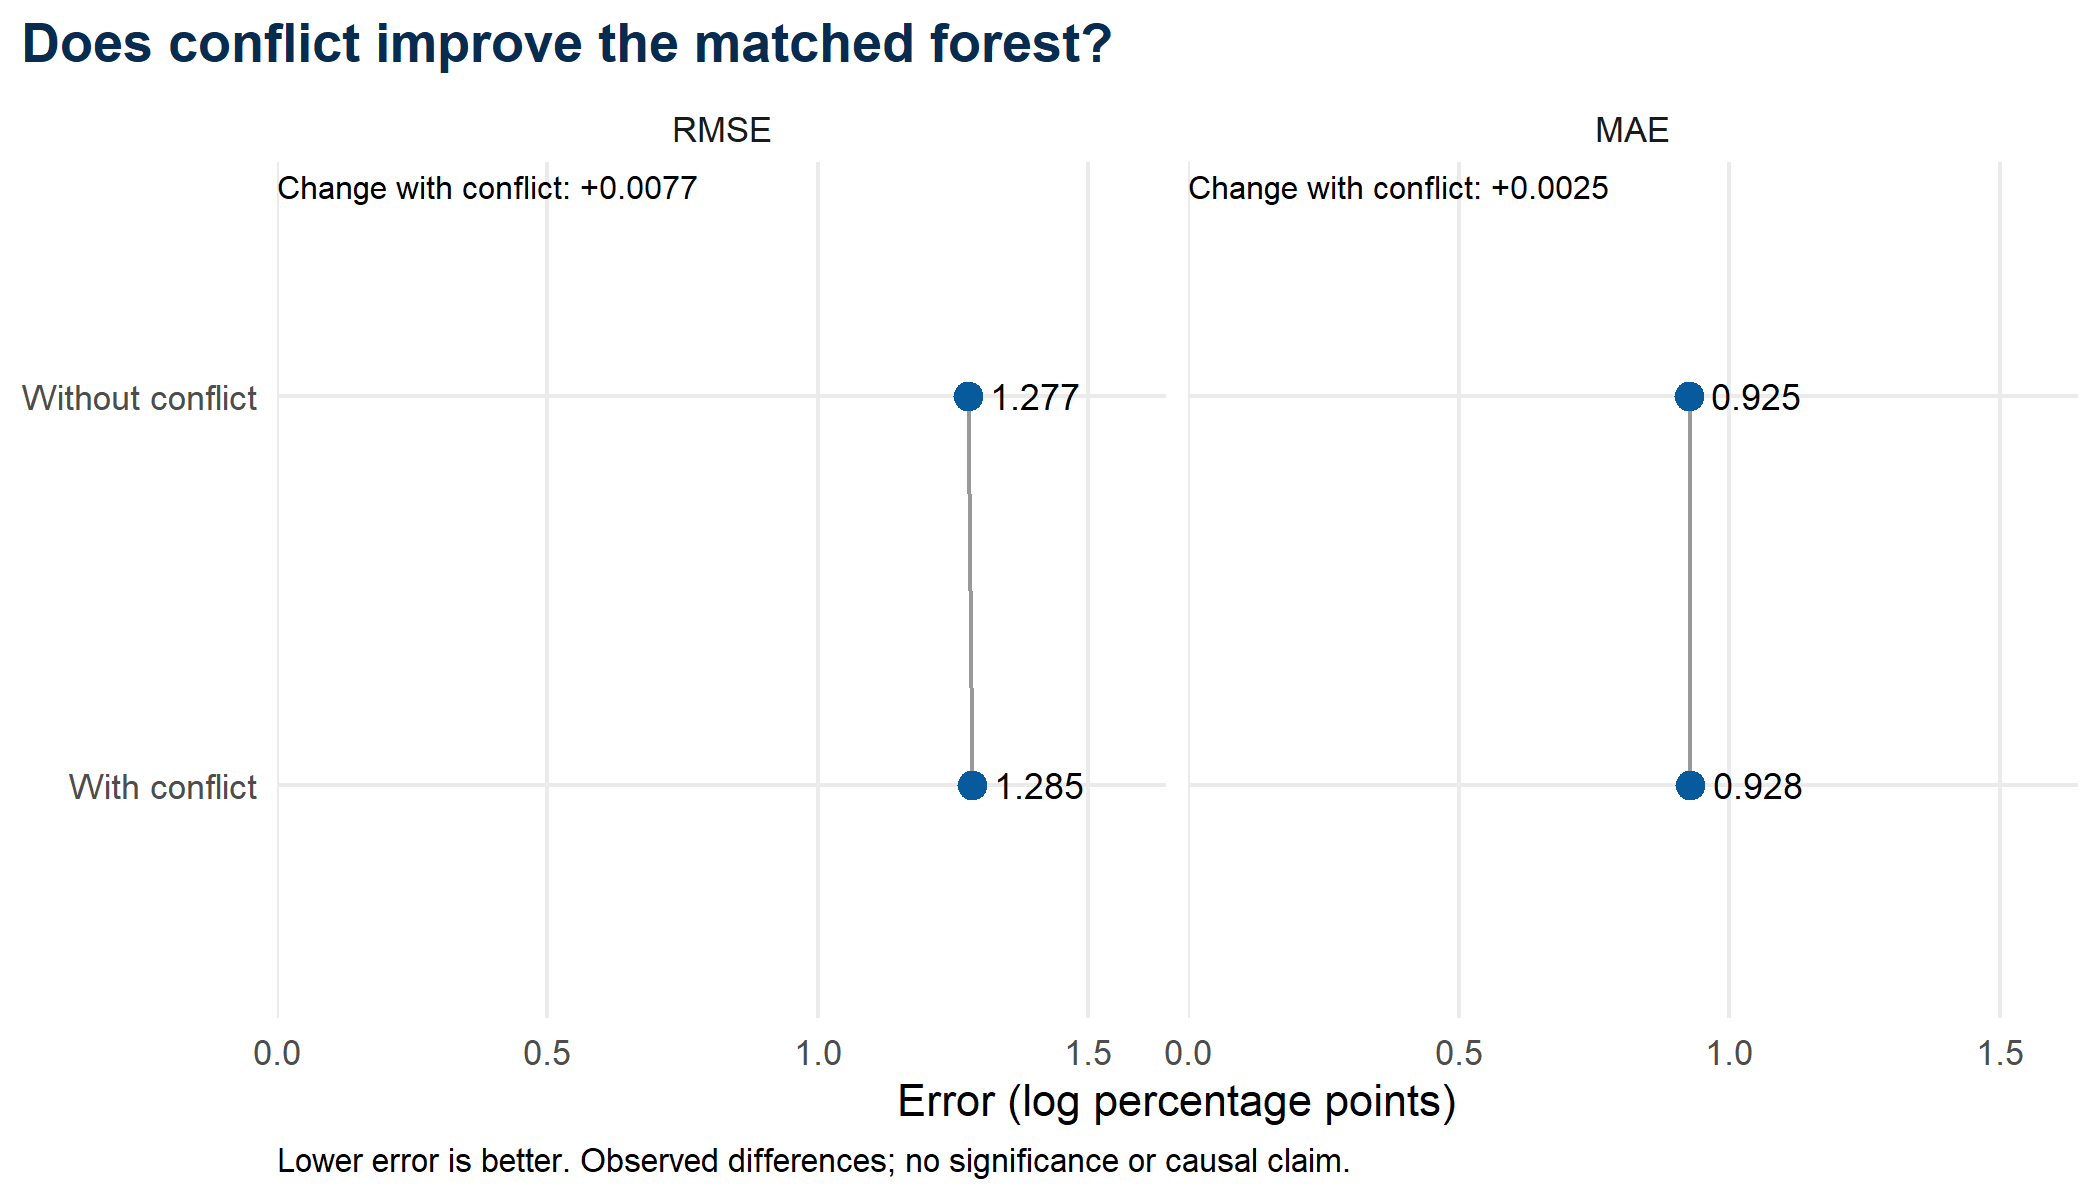 Does conflict improve the matched forest?
RMSE
MAE
Change with conflict: +0.0077
Change with conflict: +0.0025
Without conflict
1.277
0.925
With conflict
1.285
0.928
0.0 0.5 1.0 1.5 0.0 0.5 1.0 1.5
Error (log percentage points)
Lower error is better. Observed differences; no significance or causal claim.